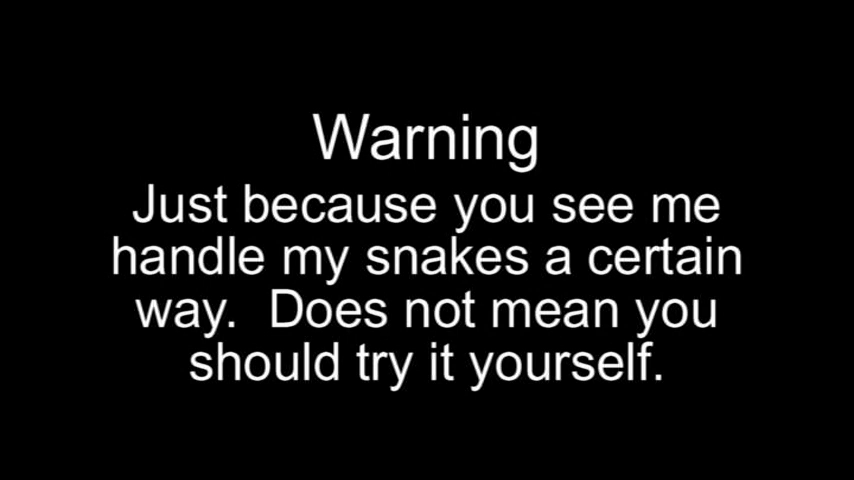 Warning
Just because you see me
handle my snakes a certain
way.  Does not mean you
should try it yourself.